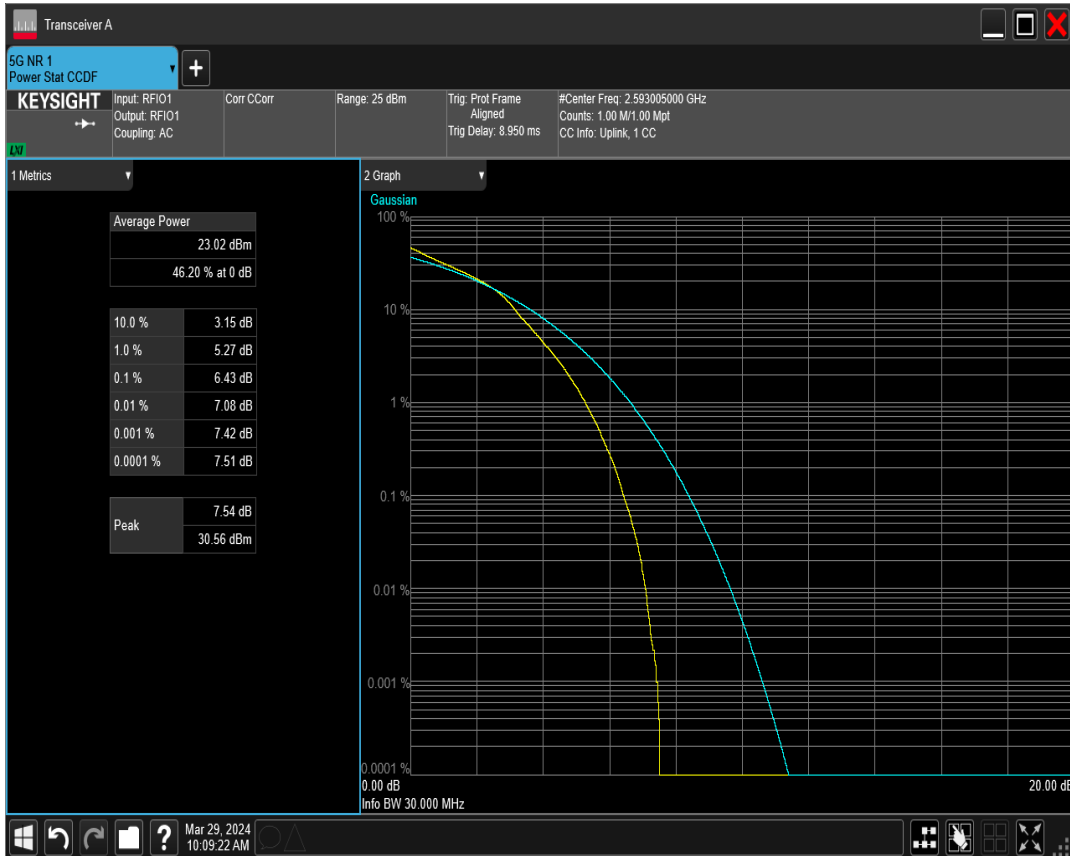 Transceiver A
5G NR 1
Power Stat CCDF
+
KEYSIGHT
LXI
Input: RFIO1
Output: RFIO1
Coupling: AC
Corr CCorr
Range: 25 dBm
Trig: Prot Frame
Aligned
Trig Delay: 8.950 ms
#Center Freq: 2.593005000 GHz
Counts: 1.00 M/1.00 Mpt
CC Info: Uplink, 1 CC
1 Metrics
Average Power
23.02 dBm
46.20 % at 0 dB
10.0 % 3.15 dB
1.0 % 5.27 dB
0.1 % 6.43 dB
0.01 % 7.08 dB
0.001 % 7.42 dB
0.0001 % 7.51 dB
Peak 7.54 dB
30.56 dBm
2 Graph
Gaussian
100 %
10 %
1 %
0.1 %
0.01 %
0.001 %
0.0001 %
0.00 dB 20.00 dB
Info BW 30.000 MHz
?
Mar 29, 2024
10:09:22 AM